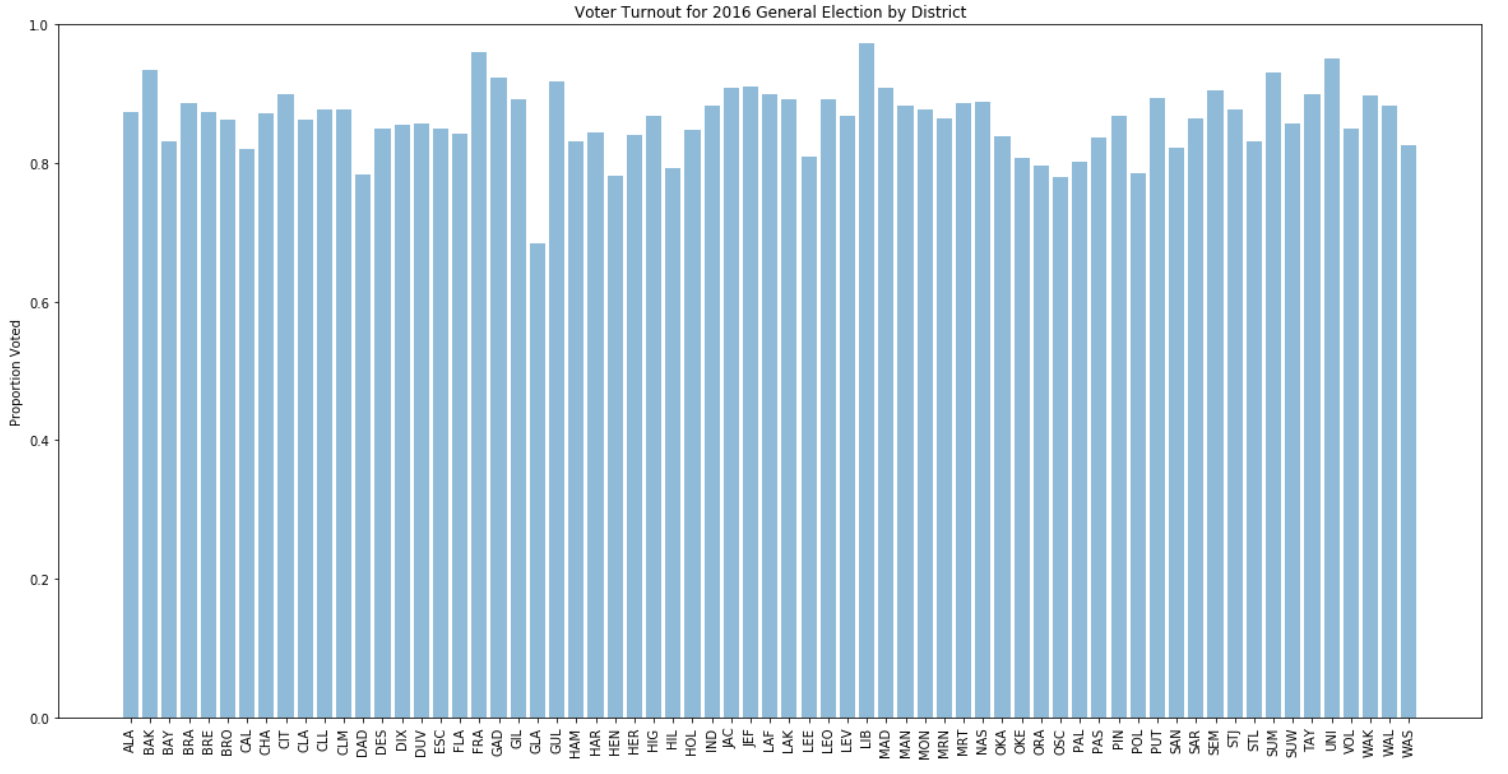 Voter Turnout for 2016 General Election by District
1.0
0.8
0.6
0.4
0.2
0.0
Proportion Voted
ALA BAK BAY BRA BRE BRO CAL CHA CIT CLA CLL CLM DAD DES DIX DUV ESC FLA FRA GAD GIL GLA GUL HAM HAR HEN HER HIG HIL HOL IND JAC JEF LAF LAK LEE LEO LEV LIB MAD MAN MON MRN MRT NAS OKA OKE ORA OSC PAL PAS PIN POL PUT SAN SAR SEM STJ STL SUM SUW TAY UNI VOL WAK WAL WAS